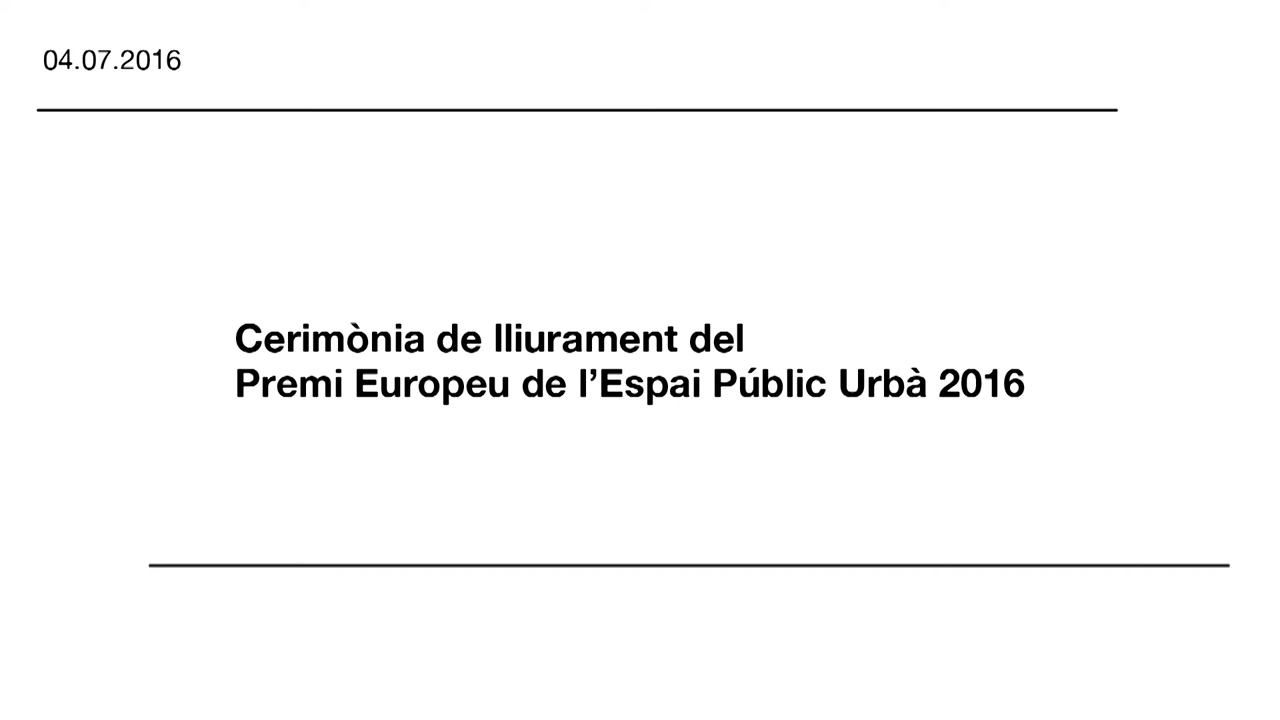 04.07.2016
Cerimònia de lliurament del
Premi Europeu de l’Espai Públic Urbà 2016